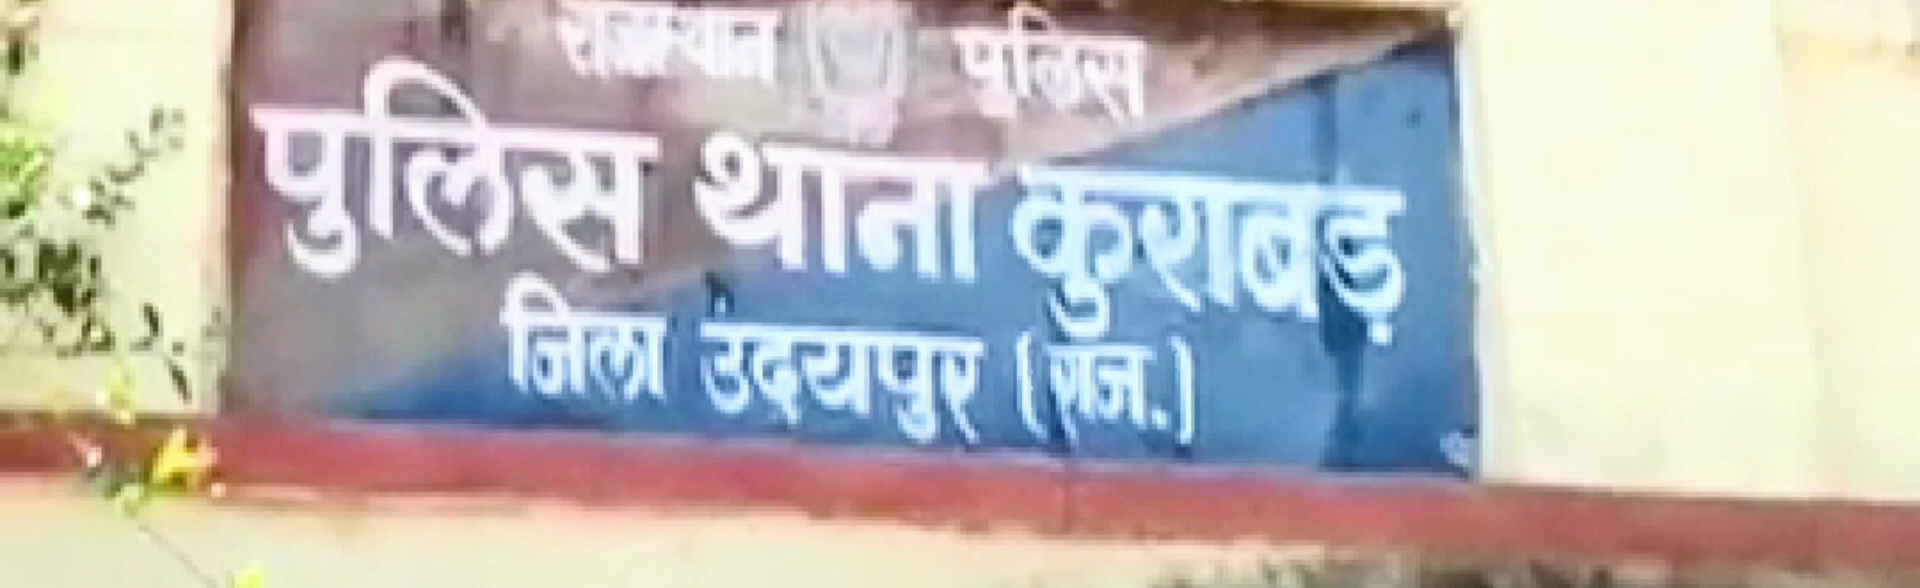 राजस्थान पुलिस
पुलिस थाना कुराबड़
जिला उदयपुर (राज.)